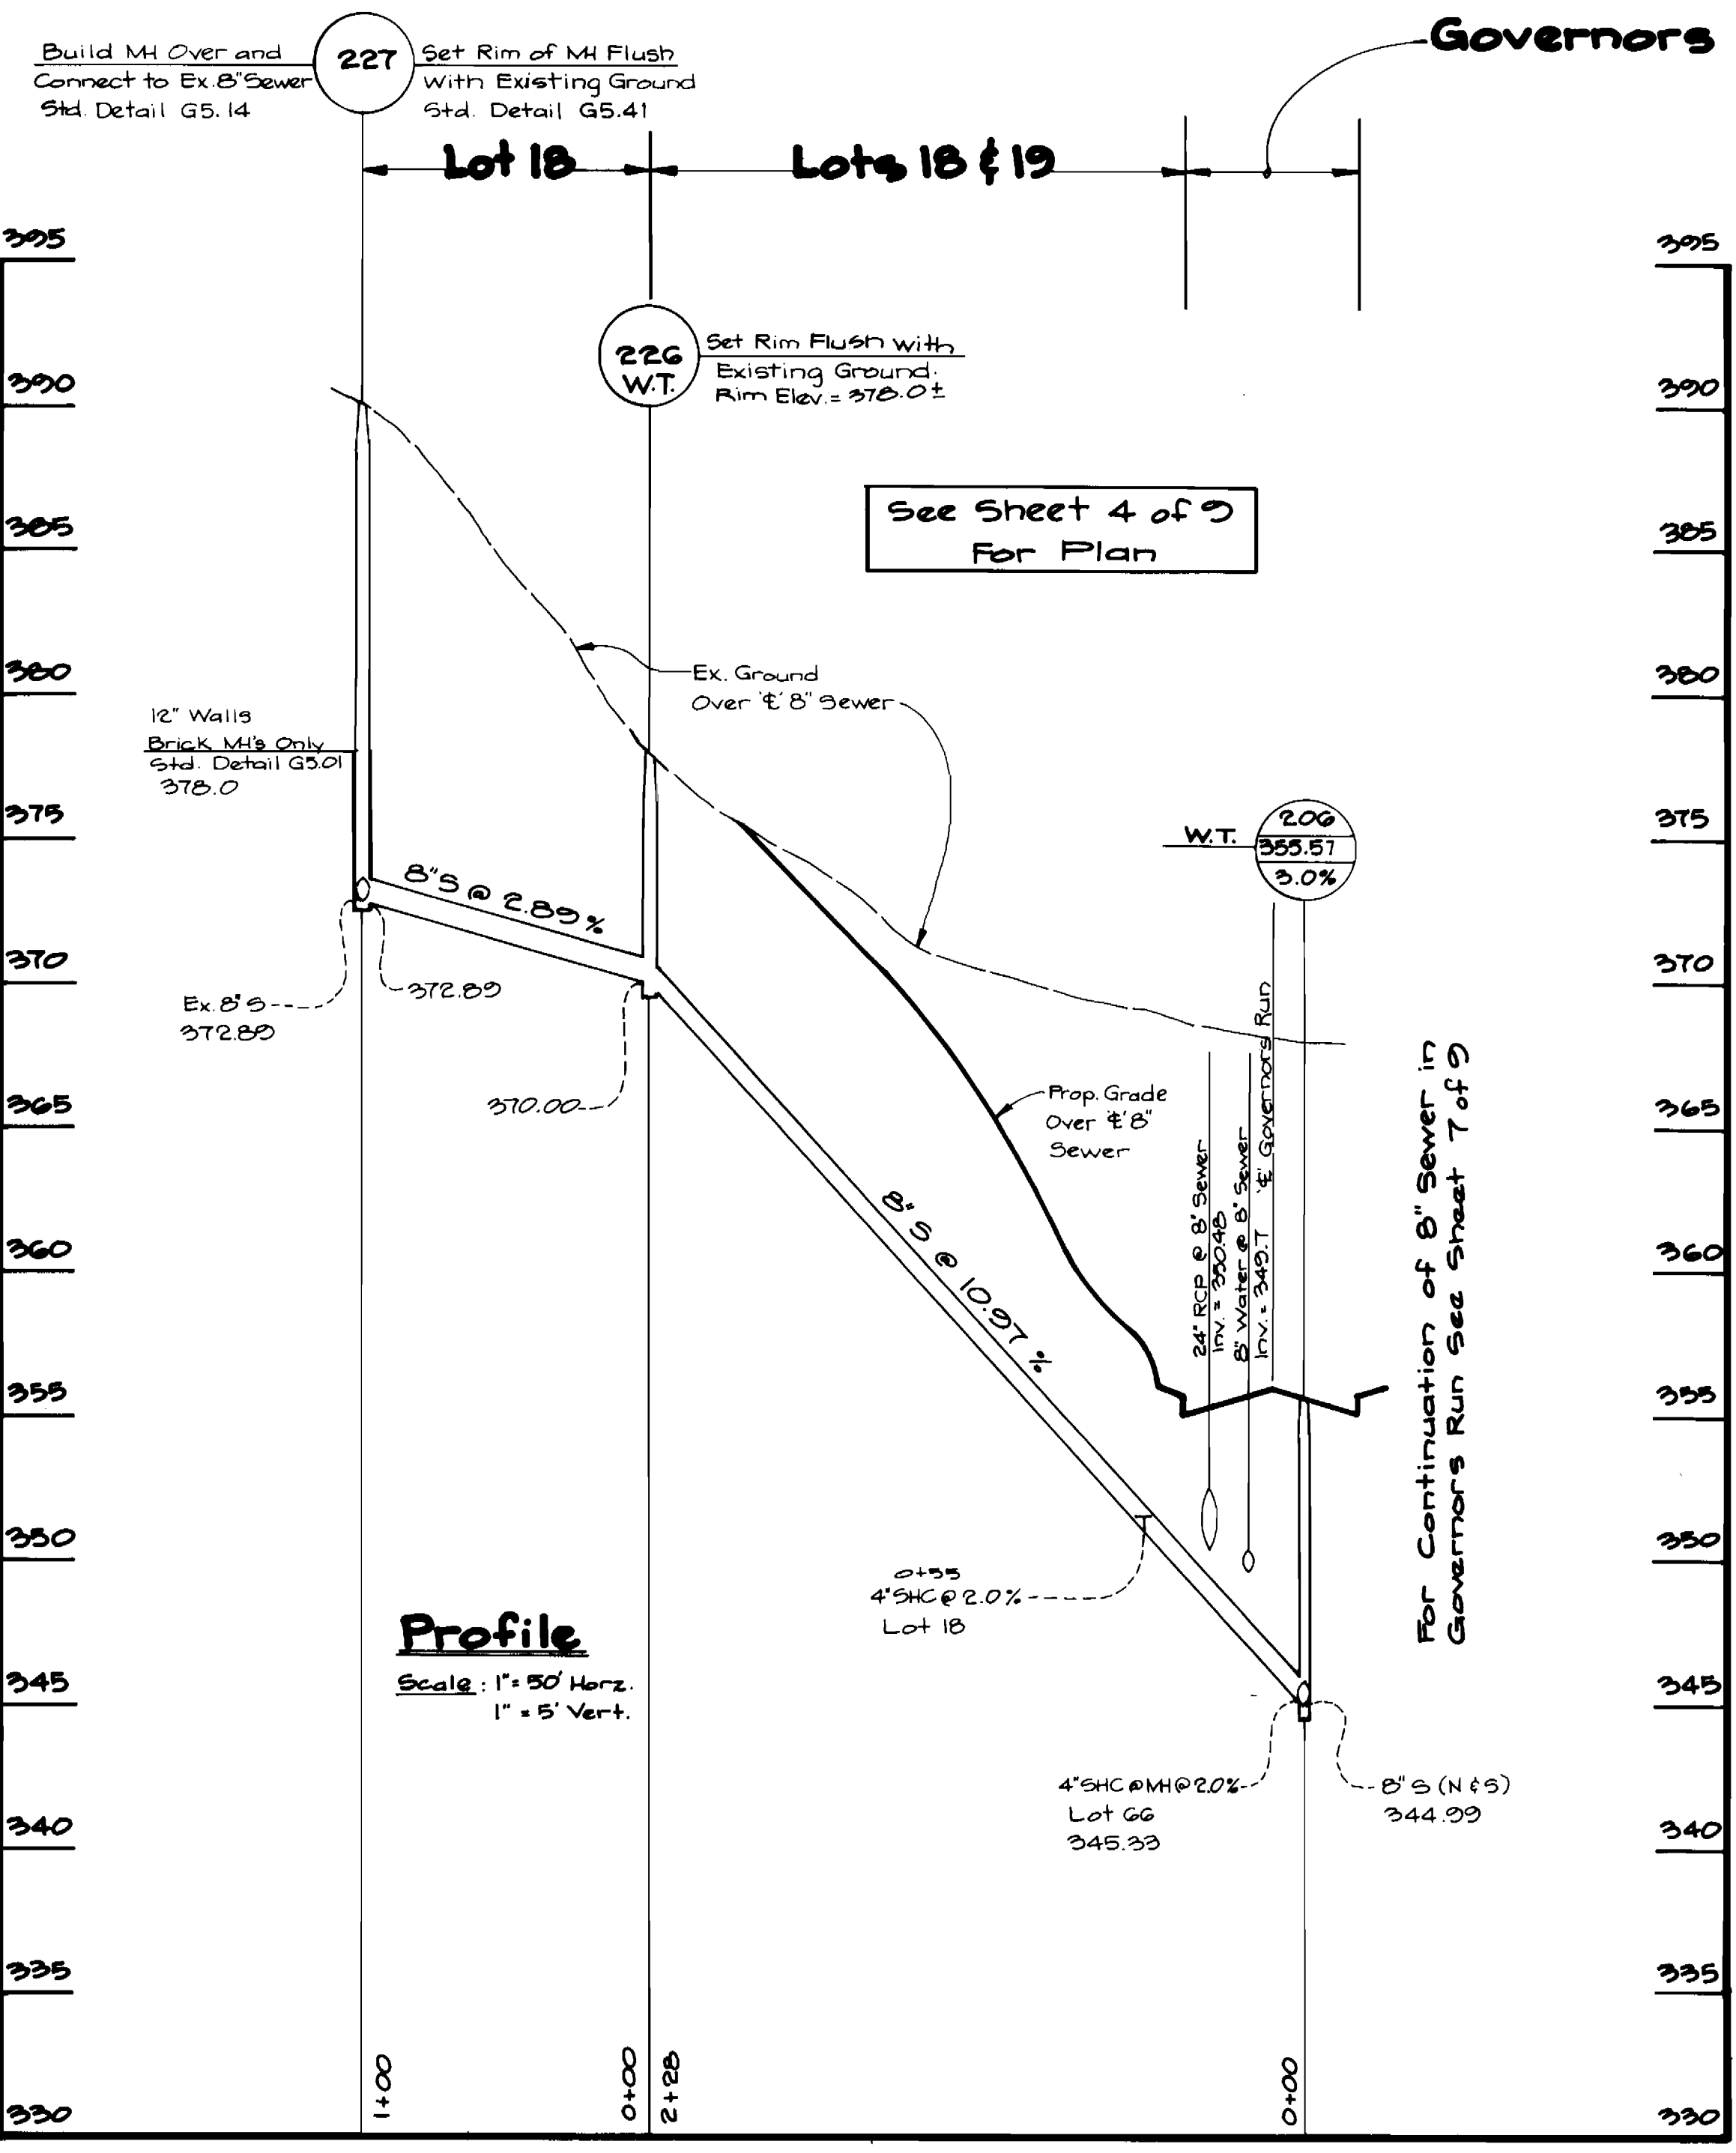 Governors
Build MH Over and
Connect to Ex. 8" Sewer
Std. Detail G5.14
227
Set Rim of MH Flush
With Existing Ground
Std. Detail G5.41
Lot 18
Lots 18 & 19
395
395
226
W.T.
Set Rim Flush with
Existing Ground.
Rim Elev. = 378.0±
390
390
See Sheet 4 of 9
For Plan
385
385
380
380
Ex. Ground
Over ℄ 8" Sewer
12" Walls
Brick MH's Only
Std. Detail G5.01
378.0
375
375
W.T.
206
355.57
3.0%
8"S @ 2.89%
370
370
Ex. 8"S
372.89
372.89
370.00
365
365
Prop. Grade
Over ℄ 8"
Sewer
24" RCP @ 8" Sewer
Inv. = 350.48
8" Water @ 8" Sewer
Inv. = 349.7
℄ Governors Run
For Continuation of 8" Sewer in
Governors Run See Sheet 7 of 9
8"S @ 10.97%
360
360
355
355
350
350
0+55
4"SHC @ 2.0%
Lot 18
Profile
Scale: 1" = 50' Horz.
1" = 5' Vert.
345
345
4"SHC @ MH @ 2.0%
Lot 66
345.33
8" S (N & S)
344.99
340
340
335
335
1+00
0+00
2+28
0+00
330
330